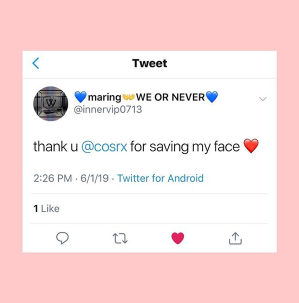 Tweet
💙maring👑WE OR NEVER💙
@innervip0713
thank u @cosrx for saving my face ❤️
2:26 PM · 6/1/19 · Twitter for Android
1 Like